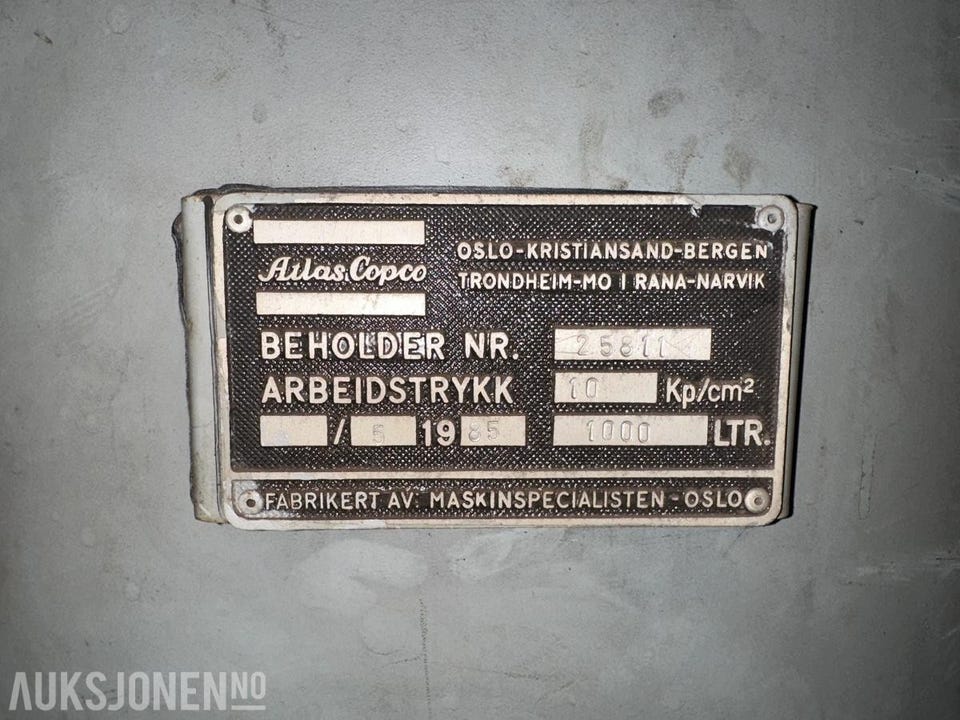 Atlas Copco
OSLO-KRISTIANSAND-BERGEN
TRONDHEIM-MO I RANA-NARVIK
BEHOLDER NR. 25811
ARBEIDSTRYKK 10 Kp/cm²
/ 5 1985 1000 LTR.
FABRIKERT AV: MASKINSPECIALISTEN - OSLO
AUKSJONEN NO